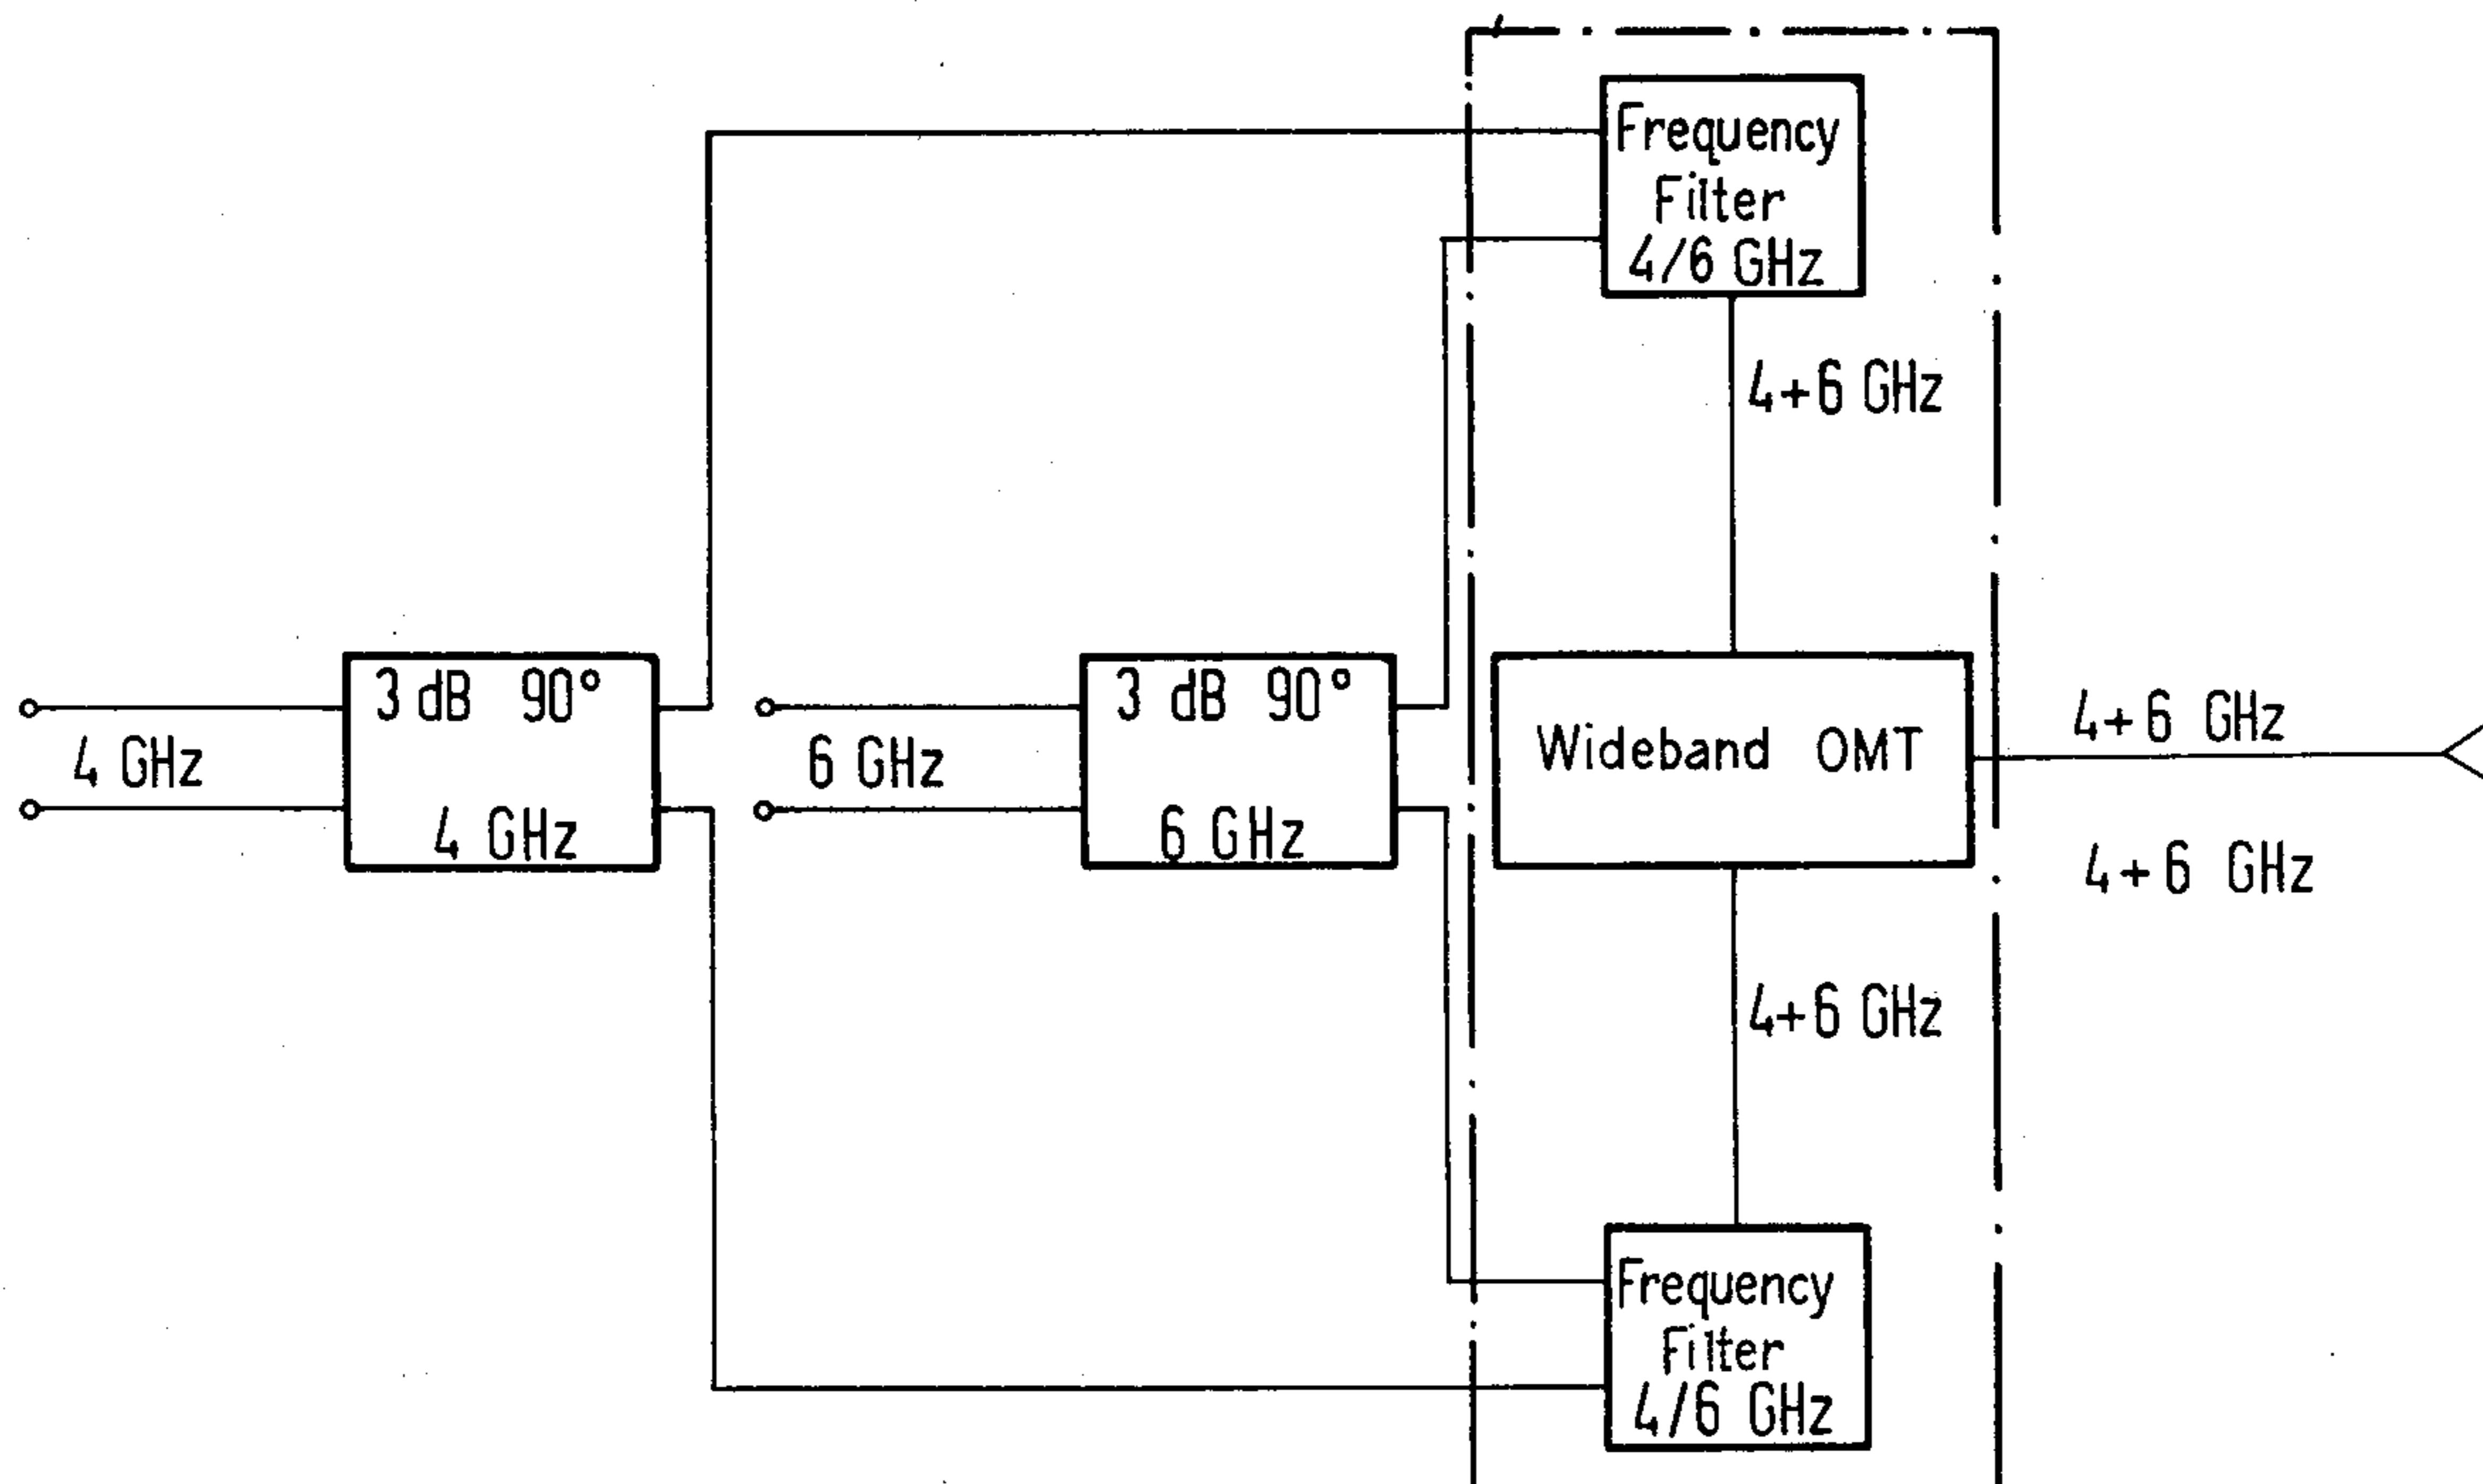 Frequency
Filter
4/6 GHz
4+6 GHz
3 dB 90°
4 GHz
4 GHz
6 GHz
3 dB 90°
6 GHz
Wideband OMT
4+6 GHz
4+6 GHz
4+6 GHz
Frequency
Filter
4/6 GHz